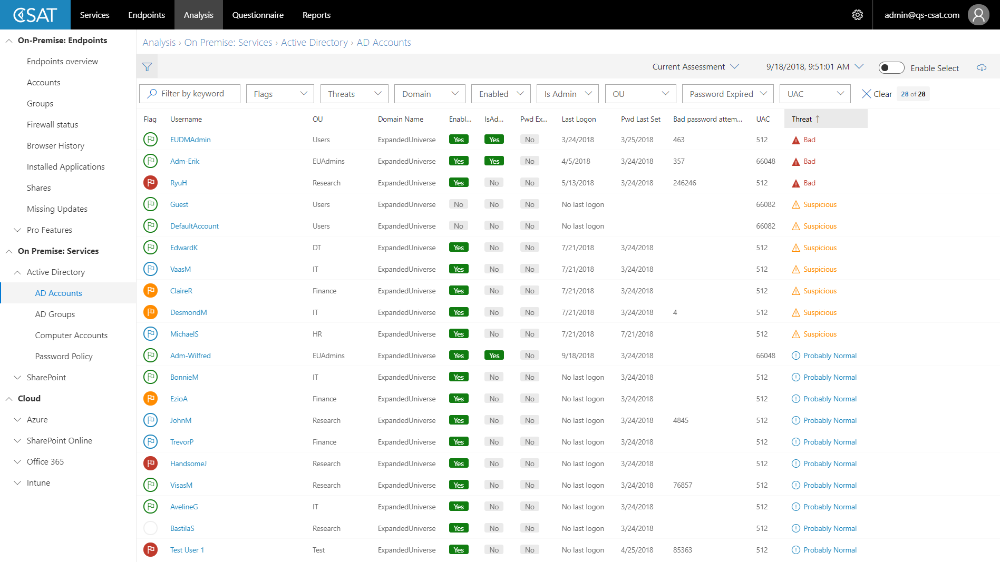 CSAT Services Endpoints Analysis Questionnaire Reports admin@qs-csat.com
On-Premise: Endpoints
Endpoints overview
Accounts
Groups
Firewall status
Browser History
Installed Applications
Shares
Missing Updates
Pro Features
On Premise: Services
Active Directory
AD Accounts
AD Groups
Computer Accounts
Password Policy
SharePoint
Cloud
Azure
SharePoint Online
Office 365
Intune
Analysis › On Premise: Services › Active Directory › AD Accounts
Current Assessment 9/18/2018, 9:51:01 AM Enable Select
Filter by keyword Flags Threats Domain Enabled Is Admin OU Password Expired UAC Clear 28 of 28
Flag Username OU Domain Name Enabl... IsAd... Pwd Ex... Last Logon Pwd Last Set Bad password attem... UAC Threat ↑
EUDMAdmin Users ExpandedUniverse Yes Yes No 3/24/2018 3/25/2018 463 512 Bad
Adm-Erik EUAdmins ExpandedUniverse Yes Yes No 4/5/2018 3/24/2018 357 66048 Bad
RyuH Research ExpandedUniverse Yes No No 5/13/2018 3/24/2018 246246 512 Bad
Guest Users ExpandedUniverse No No No No last logon 66082 Suspicious
DefaultAccount Users ExpandedUniverse No No No No last logon 66082 Suspicious
EdwardK DT ExpandedUniverse Yes No No 7/21/2018 3/24/2018 512 Suspicious
VaasM IT ExpandedUniverse Yes No No 7/21/2018 3/24/2018 512 Suspicious
ClaireR Finance ExpandedUniverse Yes No No 7/21/2018 3/24/2018 512 Suspicious
DesmondM IT ExpandedUniverse Yes No No 7/21/2018 3/24/2018 4 512 Suspicious
MichaelS HR ExpandedUniverse Yes No No 7/21/2018 7/21/2018 512 Suspicious
Adm-Wilfred EUAdmins ExpandedUniverse Yes Yes No 9/18/2018 3/24/2018 66048 Probably Normal
BonnieM IT ExpandedUniverse Yes No No No last logon 3/24/2018 512 Probably Normal
EzioA Finance ExpandedUniverse Yes No No No last logon 3/24/2018 512 Probably Normal
JohnM Research ExpandedUniverse Yes No No No last logon 3/24/2018 4845 512 Probably Normal
TrevorP Finance ExpandedUniverse Yes No No No last logon 3/24/2018 512 Probably Normal
HandsomeJ Research ExpandedUniverse Yes No No No last logon 3/24/2018 512 Probably Normal
VisasM Research ExpandedUniverse Yes No No No last logon 3/24/2018 76857 512 Probably Normal
AvelineG IT ExpandedUniverse Yes No No No last logon 3/24/2018 512 Probably Normal
BastilaS Research ExpandedUniverse Yes No No No last logon 3/24/2018 512 Probably Normal
Test User 1 Test ExpandedUniverse Yes No No No last logon 4/25/2018 85363 512 Probably Normal